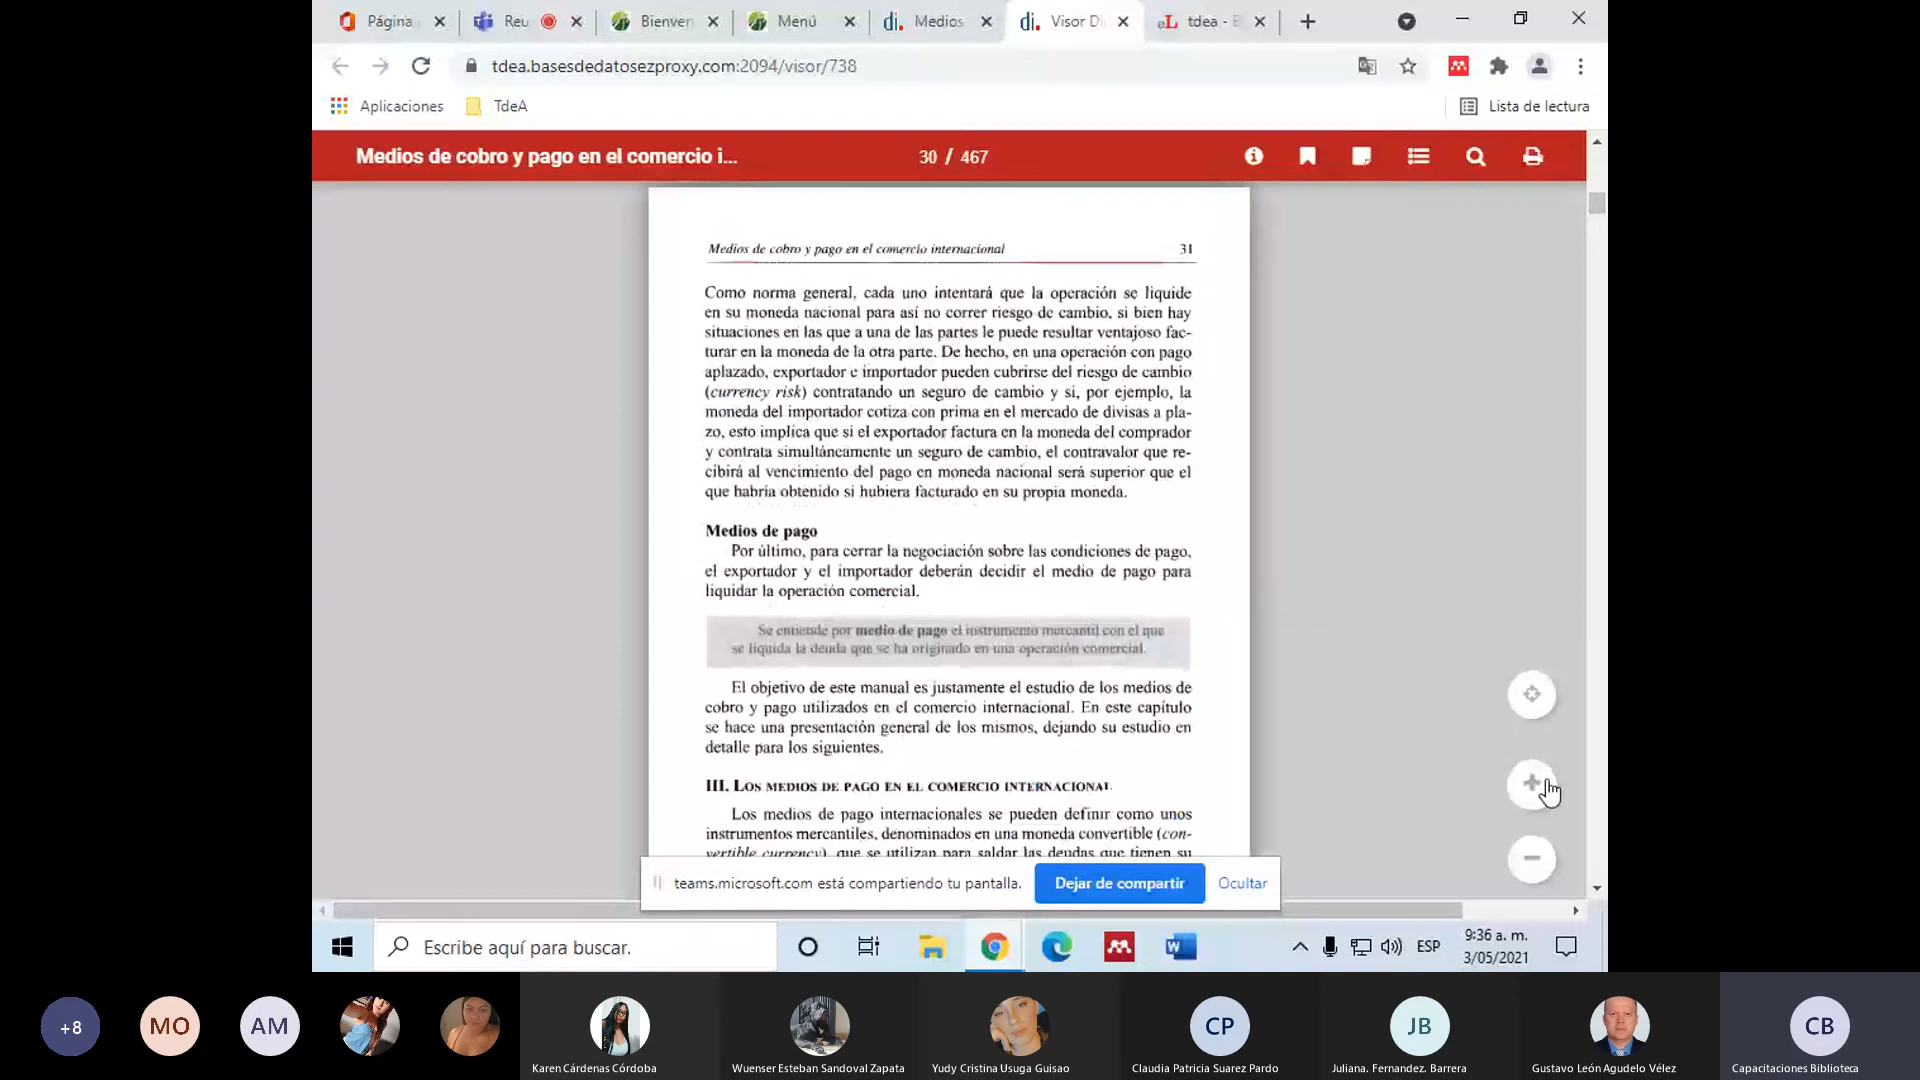 Página
Reu
Bienven
Menú
di. Medios
di. Visor Di
eL tdea - E
tdea.basesdedatosezproxy.com:2094/visor/738
Aplicaciones
TdeA
Lista de lectura
Medios de cobro y pago en el comercio i...
30 / 467
Medios de cobro y pago en el comercio internacional 31
Como norma general, cada uno intentará que la operación se liquide
en su moneda nacional para así no correr riesgo de cambio, si bien hay
situaciones en las que a una de las partes le puede resultar ventajoso fac-
turar en la moneda de la otra parte. De hecho, en una operación con pago
aplazado, exportador e importador pueden cubrirse del riesgo de cambio
(currency risk) contratando un seguro de cambio y si, por ejemplo, la
moneda del importador cotiza con prima en el mercado de divisas a pla-
zo, esto implica que si el exportador factura en la moneda del comprador
y contrata simultáneamente un seguro de cambio, el contravalor que re-
cibirá al vencimiento del pago en moneda nacional será superior que el
que habría obtenido si hubiera facturado en su propia moneda.
Medios de pago
Por último, para cerrar la negociación sobre las condiciones de pago,
el exportador y el importador deberán decidir el medio de pago para
liquidar la operación comercial.
Se entiende por medio de pago el instrumento mercantil con el que
se liquida la deuda que se ha originado en una operación comercial.
El objetivo de este manual es justamente el estudio de los medios de
cobro y pago utilizados en el comercio internacional. En este capítulo
se hace una presentación general de los mismos, dejando su estudio en
detalle para los siguientes.
III. LOS MEDIOS DE PAGO EN EL COMERCIO INTERNACIONAL
Los medios de pago internacionales se pueden definir como unos
instrumentos mercantiles, denominados en una moneda convertible (con-
vertible currency), que se utilizan para saldar las deudas que tienen su
teams.microsoft.com está compartiendo tu pantalla.
Dejar de compartir
Ocultar
Escribe aquí para buscar.
ESP
9:36 a. m.
3/05/2021
+8
MO
AM
CP
JB
CB
Karen Cárdenas Córdoba
Wuenser Esteban Sandoval Zapata
Yudy Cristina Usuga Guisao
Claudia Patricia Suarez Pardo
Juliana. Fernandez. Barrera
Gustavo León Agudelo Vélez
Capacitaciones Biblioteca